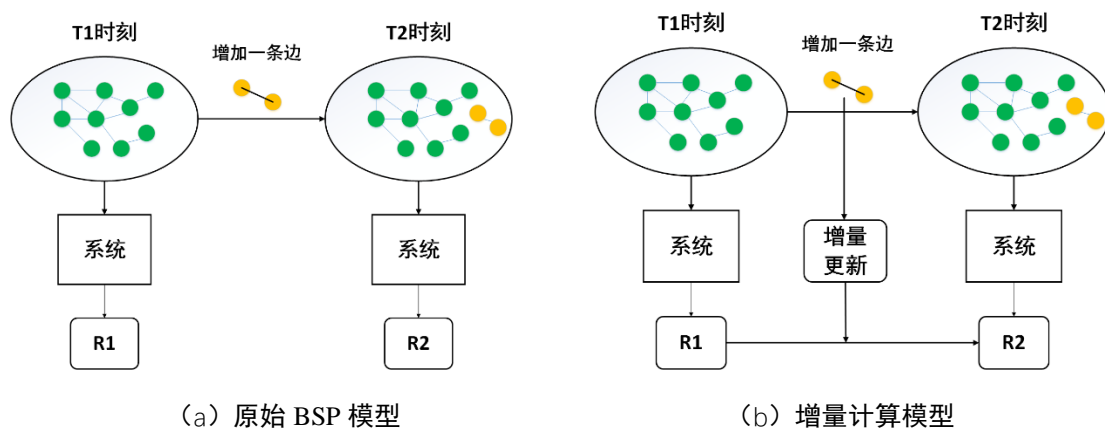 T1时刻
增加一条边
T2时刻
系统
系统
R1
R2
（a）原始 BSP 模型
T1时刻
增加一条边
T2时刻
系统
增量
更新
系统
R1
R2
（b）增量计算模型